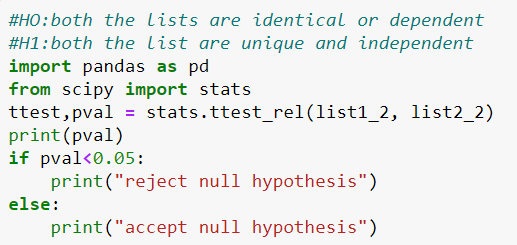 #HO:both the lists are identical or dependent
#H1:both the list are unique and independent
import pandas as pd
from scipy import stats
ttest,pval = stats.ttest_rel(list1_2, list2_2)
print(pval)
if pval<0.05:
    print("reject null hypothesis")
else:
    print("accept null hypothesis")